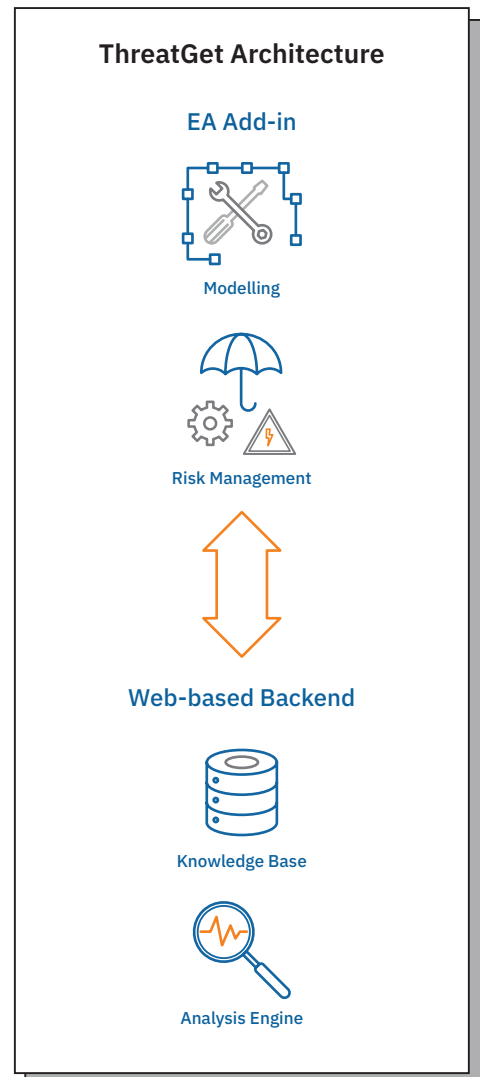 ThreatGet Architecture
EA Add-in
Modelling
Risk Management
Web-based Backend
Knowledge Base
Analysis Engine